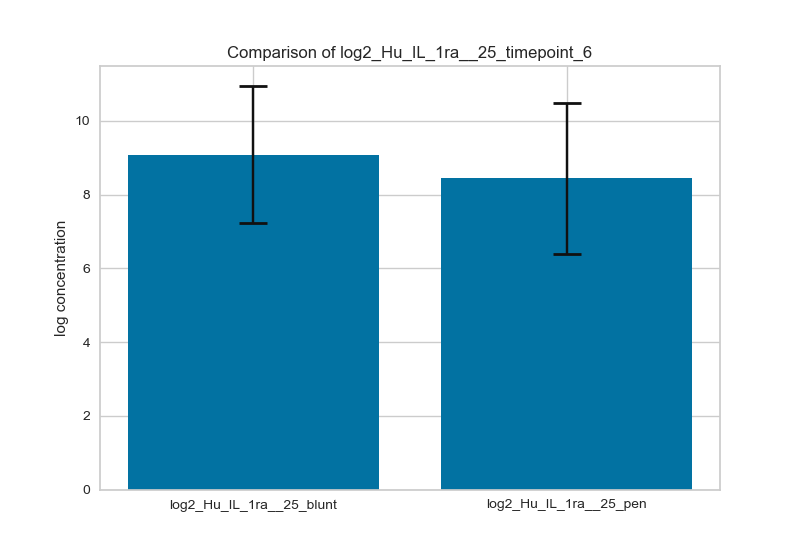 Comparison of log2_Hu_IL_1ra__25_timepoint_6
log concentration
10
8
6
4
2
0
log2_Hu_IL_1ra__25_blunt
log2_Hu_IL_1ra__25_pen